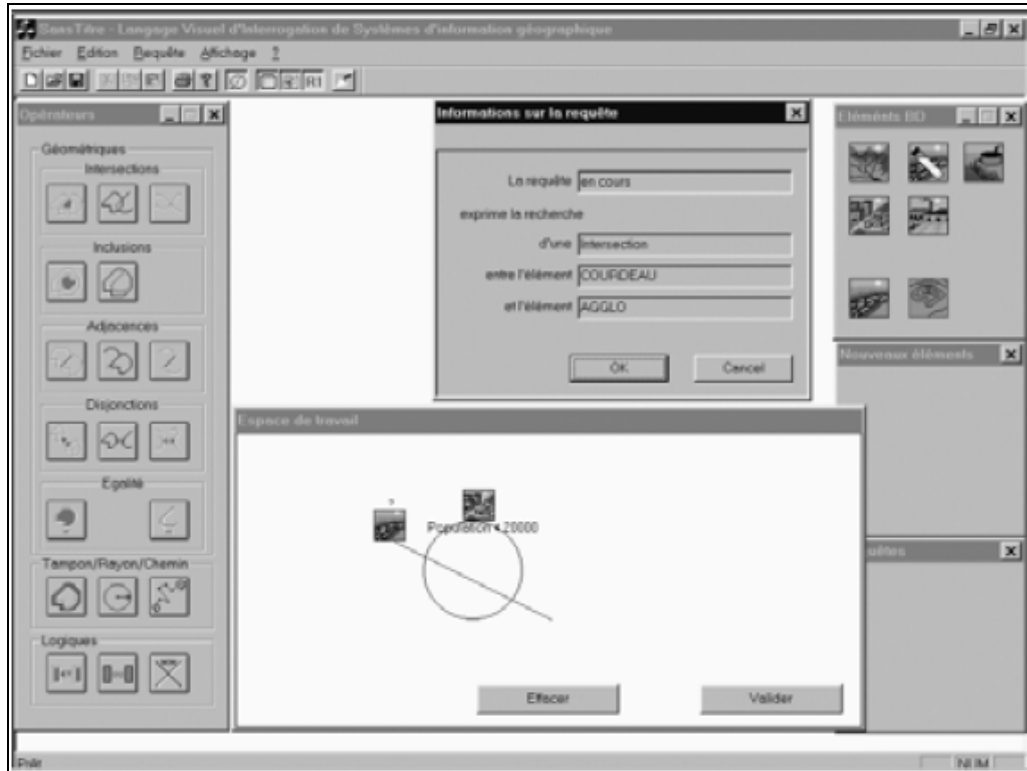 SansTitre - Langage Visuel d'Interrogation de Systèmes d'information géographique
Fichier Edition Requête Affichage ?
R1
Opérateurs
Géométriques
Intersections
Inclusions
Adjacences
Disjonctions
Egalité
Tampon/Rayon/Chemin
Logiques
Informations sur la requête
La requête en cours
exprime la recherche
d'une Intersection
entre l'élément COURDEAU
et l'élément AGGLO
OK Cancel
Eléments BD
Nouveaux éléments
Espace de travail
Population < 20000
Effacer Valider
uêtes
Prêt NUM